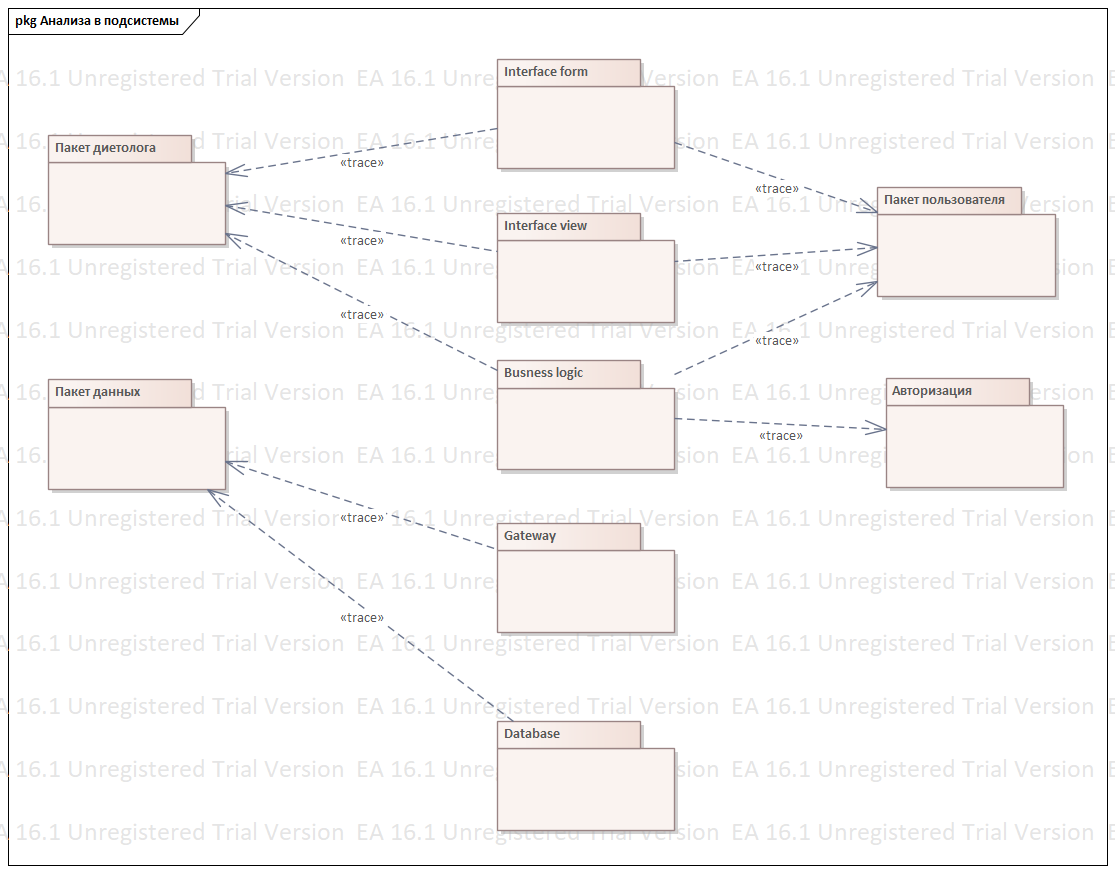 pkg Анализа в подсистемы
Interface form
Пакет диетолога
«trace»
«trace»
Пакет пользователя
Interface view
«trace»
«trace»
«trace»
«trace»
Busness logic
Пакет данных
Авторизация
«trace»
«trace»
Gateway
«trace»
Database
EA 16.1 Unregistered Trial Version